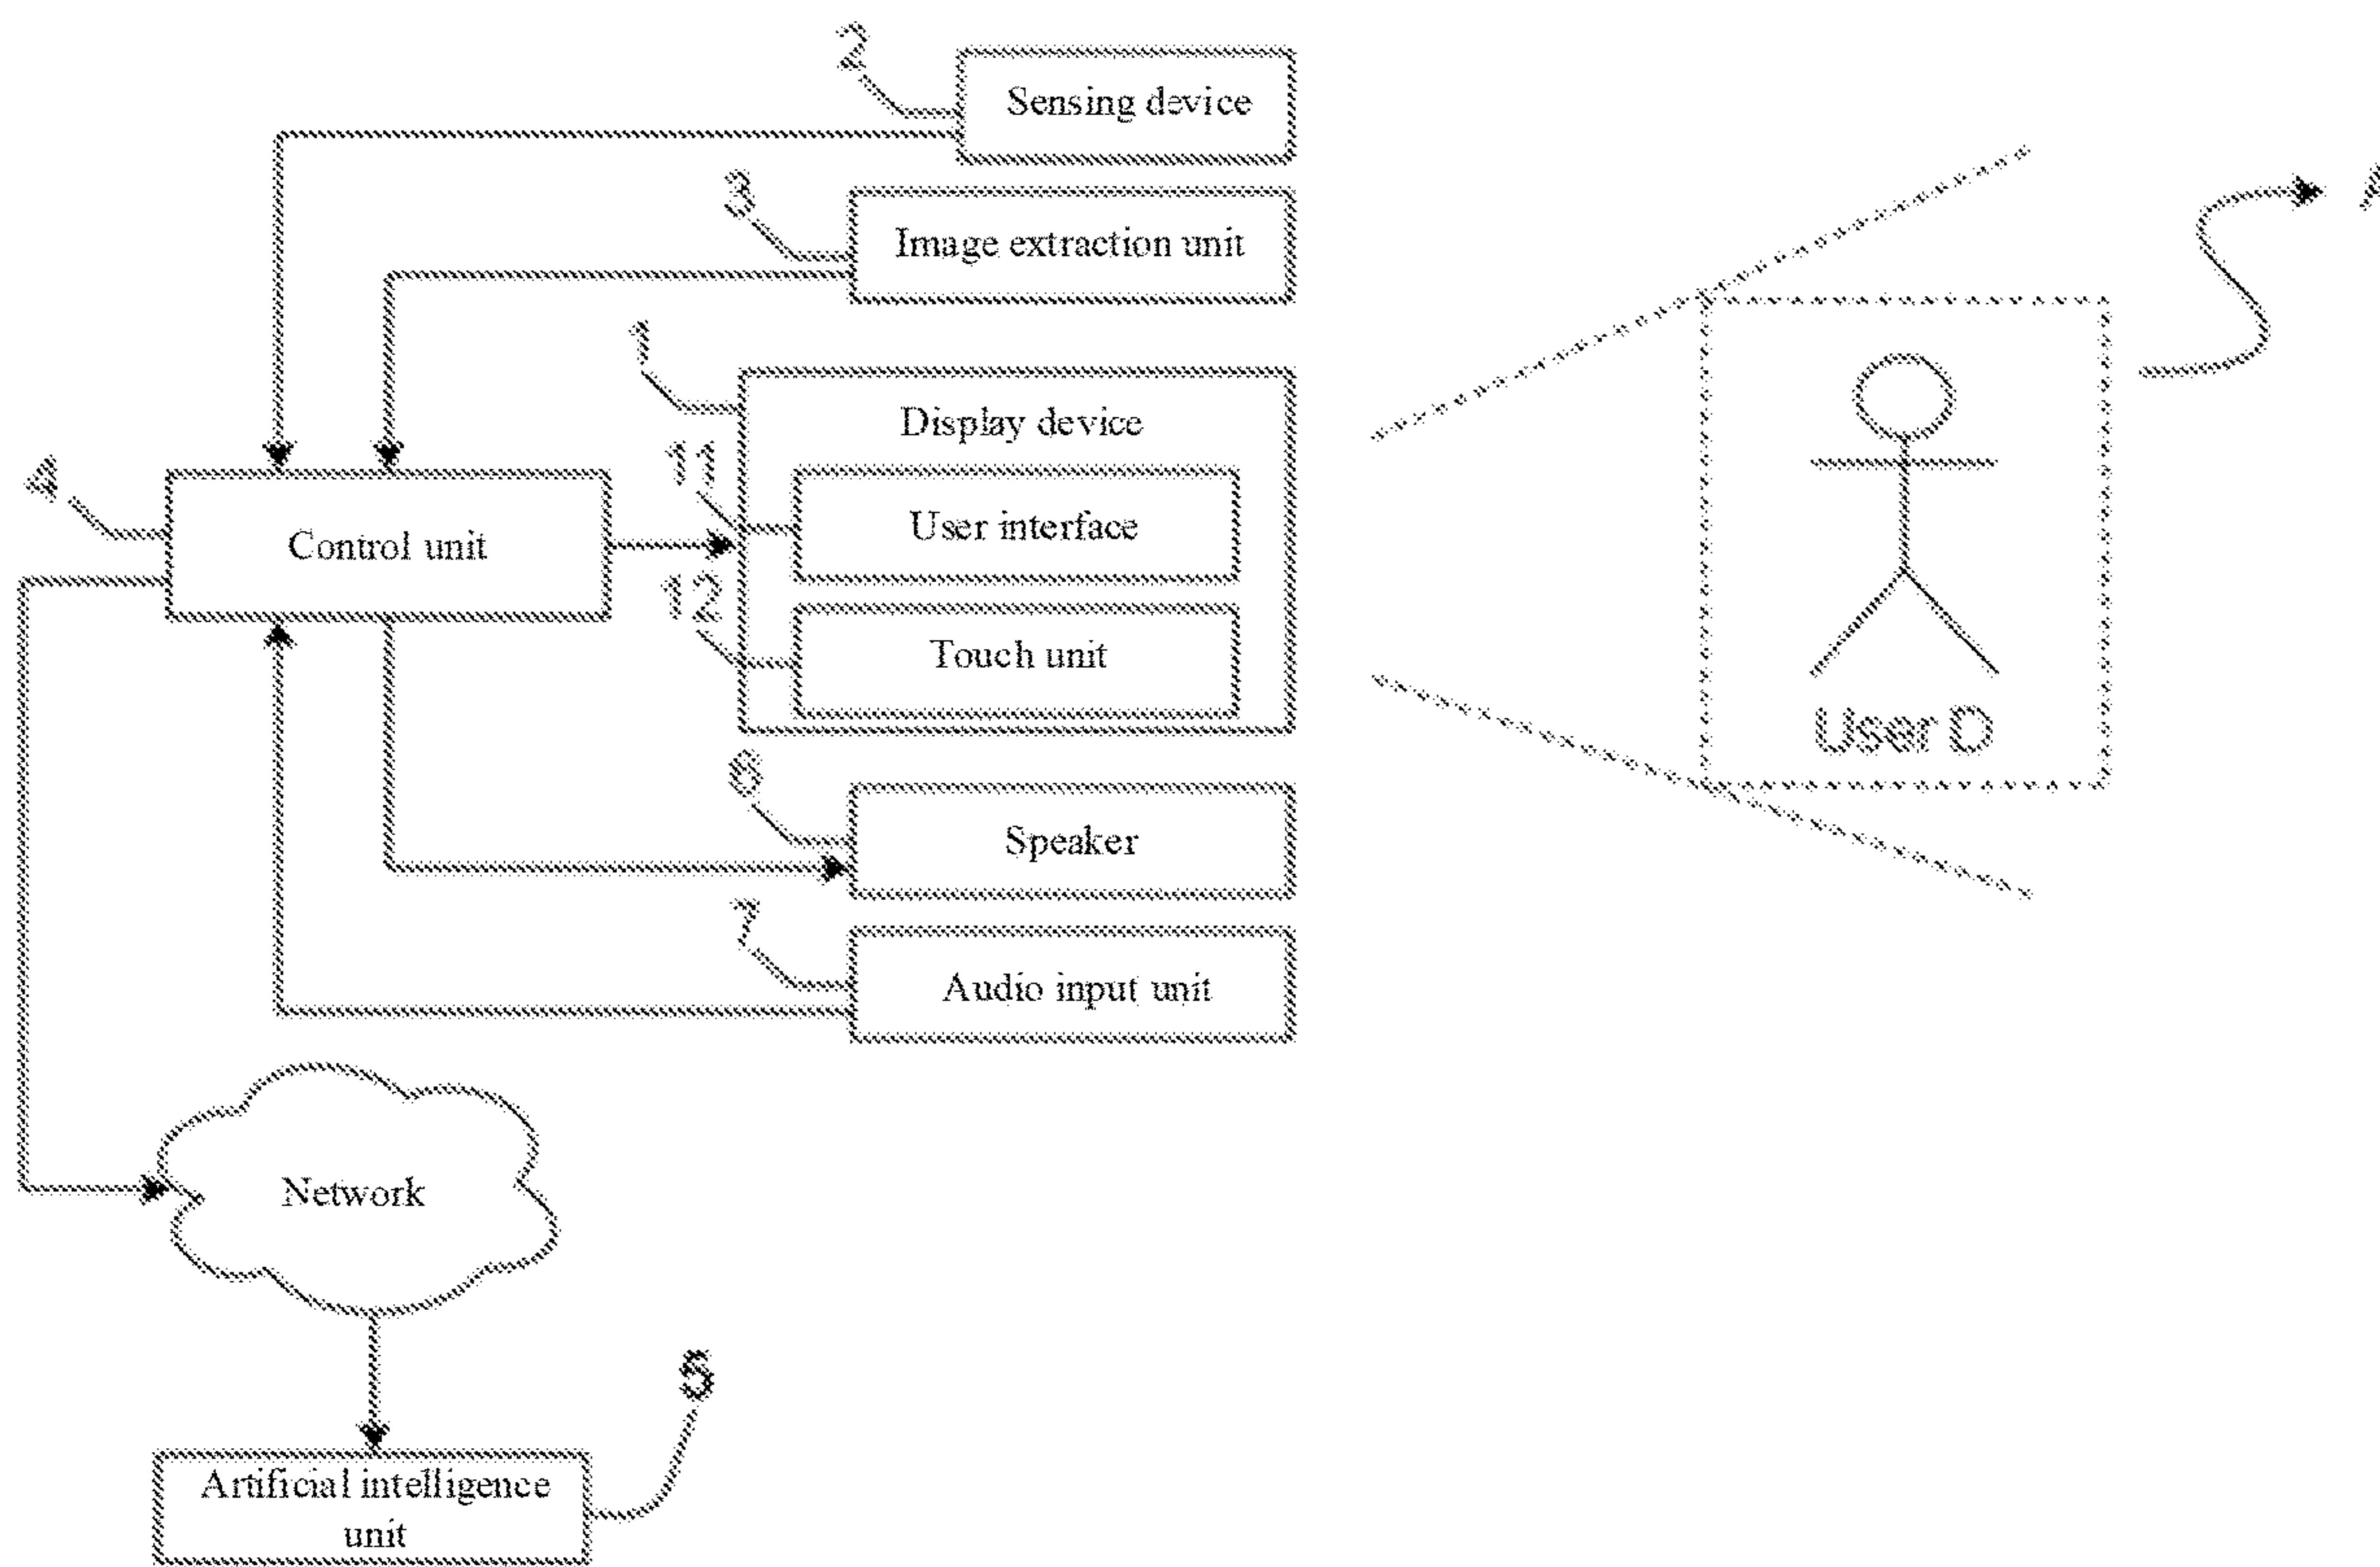 2
Sensing device
3
Image extraction unit
1
Display device
11
User interface
4
Control unit
12
Touch unit
User D
6
Speaker
7
Audio input unit
Network
5
Artificial intelligence
unit